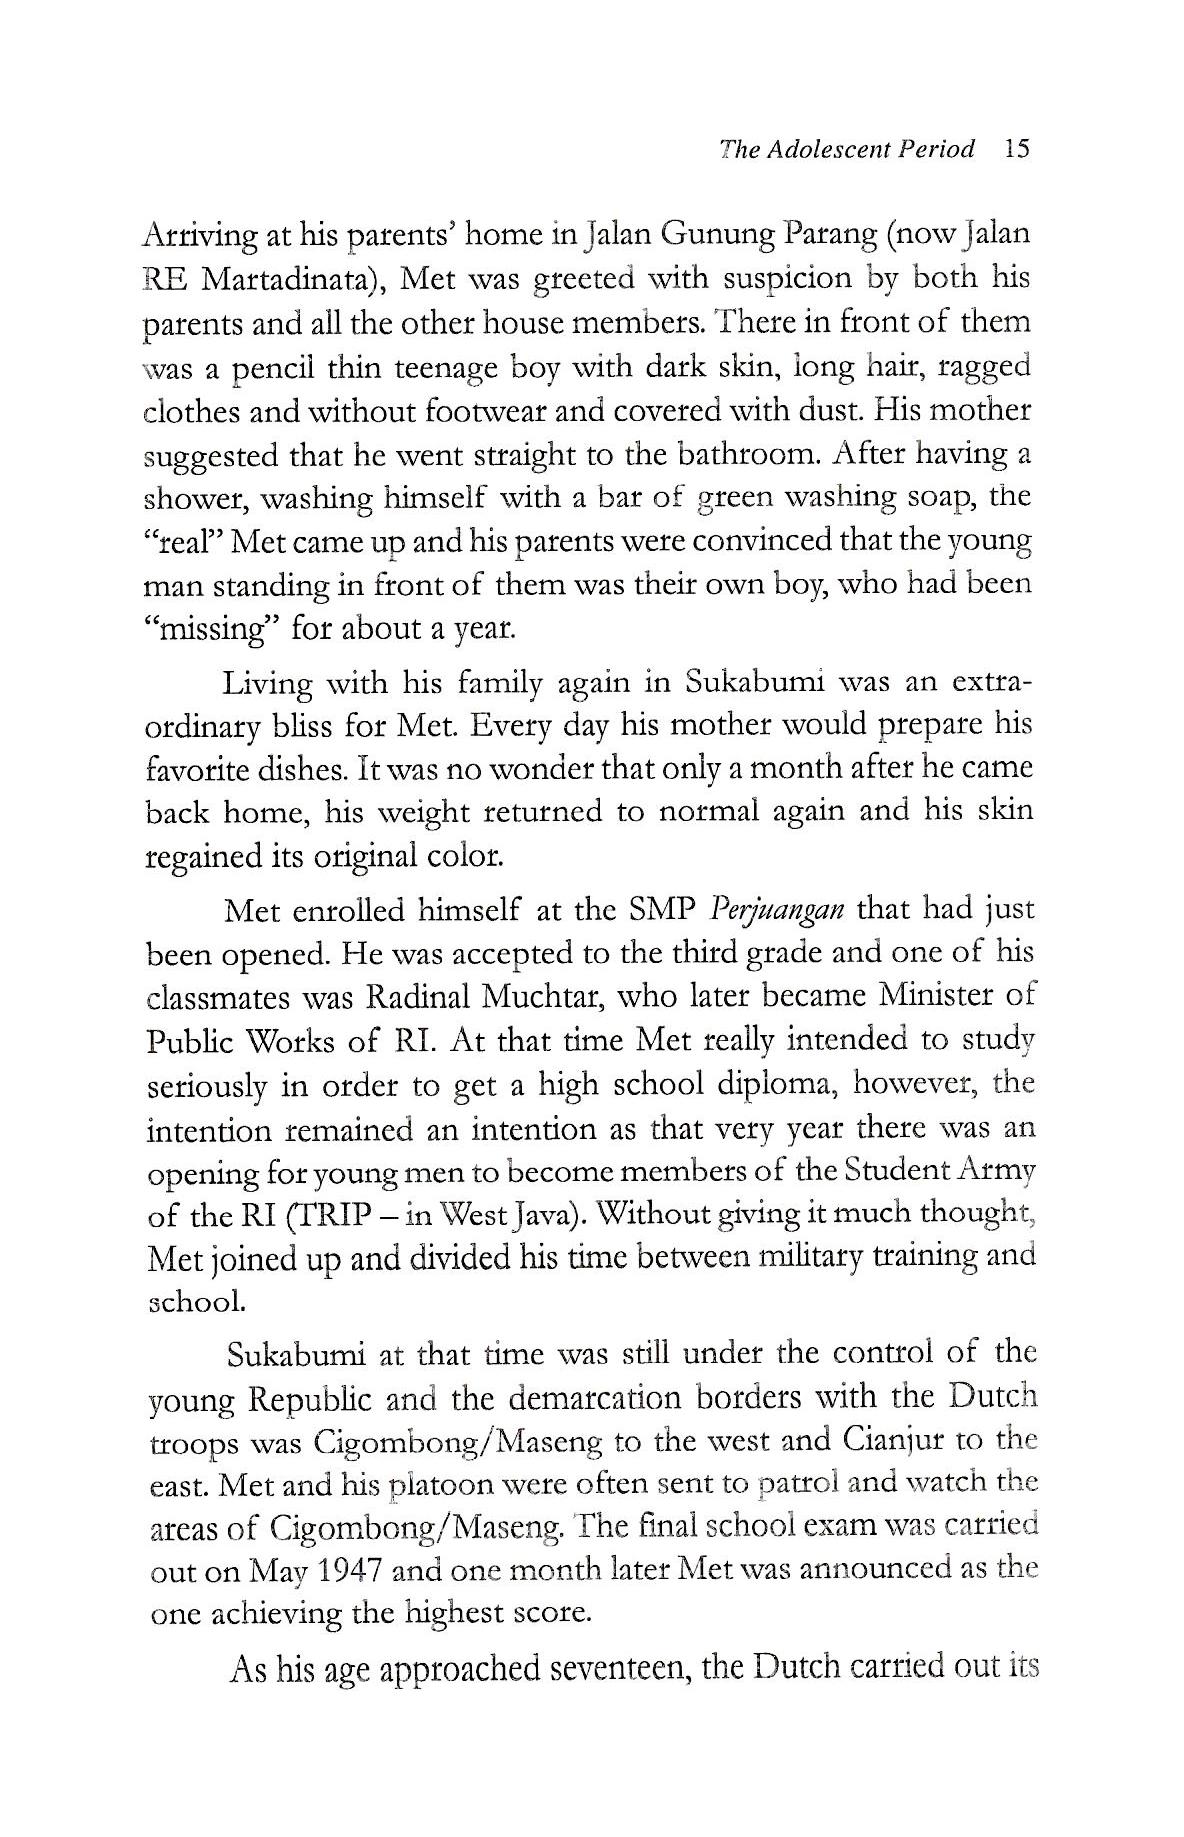 The Adolescent Period 15
Arriving at his parents’ home in Jalan Gunung Parang (now Jalan
RE Martadinata), Met was greeted with suspicion by both his
parents and all the other house members. There in front of them
was a pencil thin teenage boy with dark skin, long hair, ragged
clothes and without footwear and covered with dust. His mother
suggested that he went straight to the bathroom. After having a
shower, washing himself with a bar of green washing soap, the
“real” Met came up and his parents were convinced that the young
man standing in front of them was their own boy, who had been
“missing” for about a year.
Living with his family again in Sukabumi was an extra-
ordinary bliss for Met. Every day his mother would prepare his
favorite dishes. It was no wonder that only a month after he came
back home, his weight returned to normal again and his skin
regained its original color.
Met enrolled himself at the SMP Perjuangan that had just
been opened. He was accepted to the third grade and one of his
classmates was Radinal Muchtar, who later became Minister of
Public Works of RI. At that time Met really intended to study
seriously in order to get a high school diploma, however, the
intention remained an intention as that very year there was an
opening for young men to become members of the Student Army
of the RI (TRIP – in West Java). Without giving it much thought,
Met joined up and divided his time between military training and
school.
Sukabumi at that time was still under the control of the
young Republic and the demarcation borders with the Dutch
troops was Cigombong/Maseng to the west and Cianjur to the
east. Met and his platoon were often sent to patrol and watch the
areas of Cigombong/Maseng. The final school exam was carried
out on May 1947 and one month later Met was announced as the
one achieving the highest score.
As his age approached seventeen, the Dutch carried out its